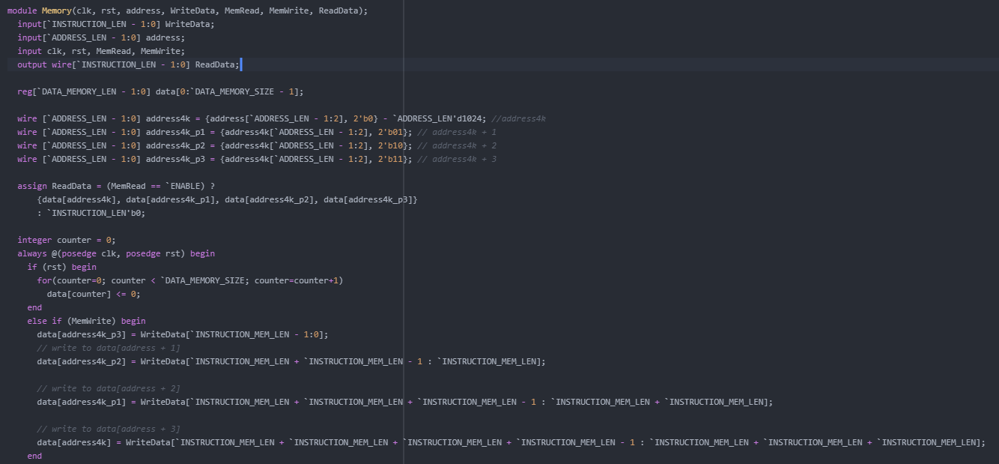 module Memory(clk, rst, address, WriteData, MemRead, MemWrite, ReadData);
  input[`INSTRUCTION_LEN - 1:0] WriteData;
  input[`ADDRESS_LEN - 1:0] address;
  input clk, rst, MemRead, MemWrite;
  output wire[`INSTRUCTION_LEN - 1:0] ReadData;

  reg[`DATA_MEMORY_LEN - 1:0] data[0:`DATA_MEMORY_SIZE - 1];

  wire [`ADDRESS_LEN - 1:0] address4k = {address[`ADDRESS_LEN - 1:2], 2'b0} - `ADDRESS_LEN'd1024; //address4k
  wire [`ADDRESS_LEN - 1:0] address4k_p1 = {address4k[`ADDRESS_LEN - 1:2], 2'b01}; // address4k + 1
  wire [`ADDRESS_LEN - 1:0] address4k_p2 = {address4k[`ADDRESS_LEN - 1:2], 2'b10}; // address4k + 2
  wire [`ADDRESS_LEN - 1:0] address4k_p3 = {address4k[`ADDRESS_LEN - 1:2], 2'b11}; // address4k + 3

  assign ReadData = (MemRead == `ENABLE) ?
      {data[address4k], data[address4k_p1], data[address4k_p2], data[address4k_p3]}
      : `INSTRUCTION_LEN'b0;

  integer counter = 0;
  always @(posedge clk, posedge rst) begin
    if (rst) begin
      for(counter=0; counter < `DATA_MEMORY_SIZE; counter=counter+1)
        data[counter] <= 0;
    end
    else if (MemWrite) begin
      data[address4k_p3] = WriteData[`INSTRUCTION_MEM_LEN - 1:0];
      // write to data[address + 1]
      data[address4k_p2] = WriteData[`INSTRUCTION_MEM_LEN + `INSTRUCTION_MEM_LEN - 1 : `INSTRUCTION_MEM_LEN];

      // write to data[address + 2]
      data[address4k_p1] = WriteData[`INSTRUCTION_MEM_LEN + `INSTRUCTION_MEM_LEN + `INSTRUCTION_MEM_LEN - 1 : `INSTRUCTION_MEM_LEN + `INSTRUCTION_MEM_LEN];

      // write to data[address + 3]
      data[address4k] = WriteData[`INSTRUCTION_MEM_LEN + `INSTRUCTION_MEM_LEN + `INSTRUCTION_MEM_LEN + `INSTRUCTION_MEM_LEN - 1 : `INSTRUCTION_MEM_LEN + `INSTRUCTION_MEM_LEN + `INSTRUCTION_MEM_LEN];
    end